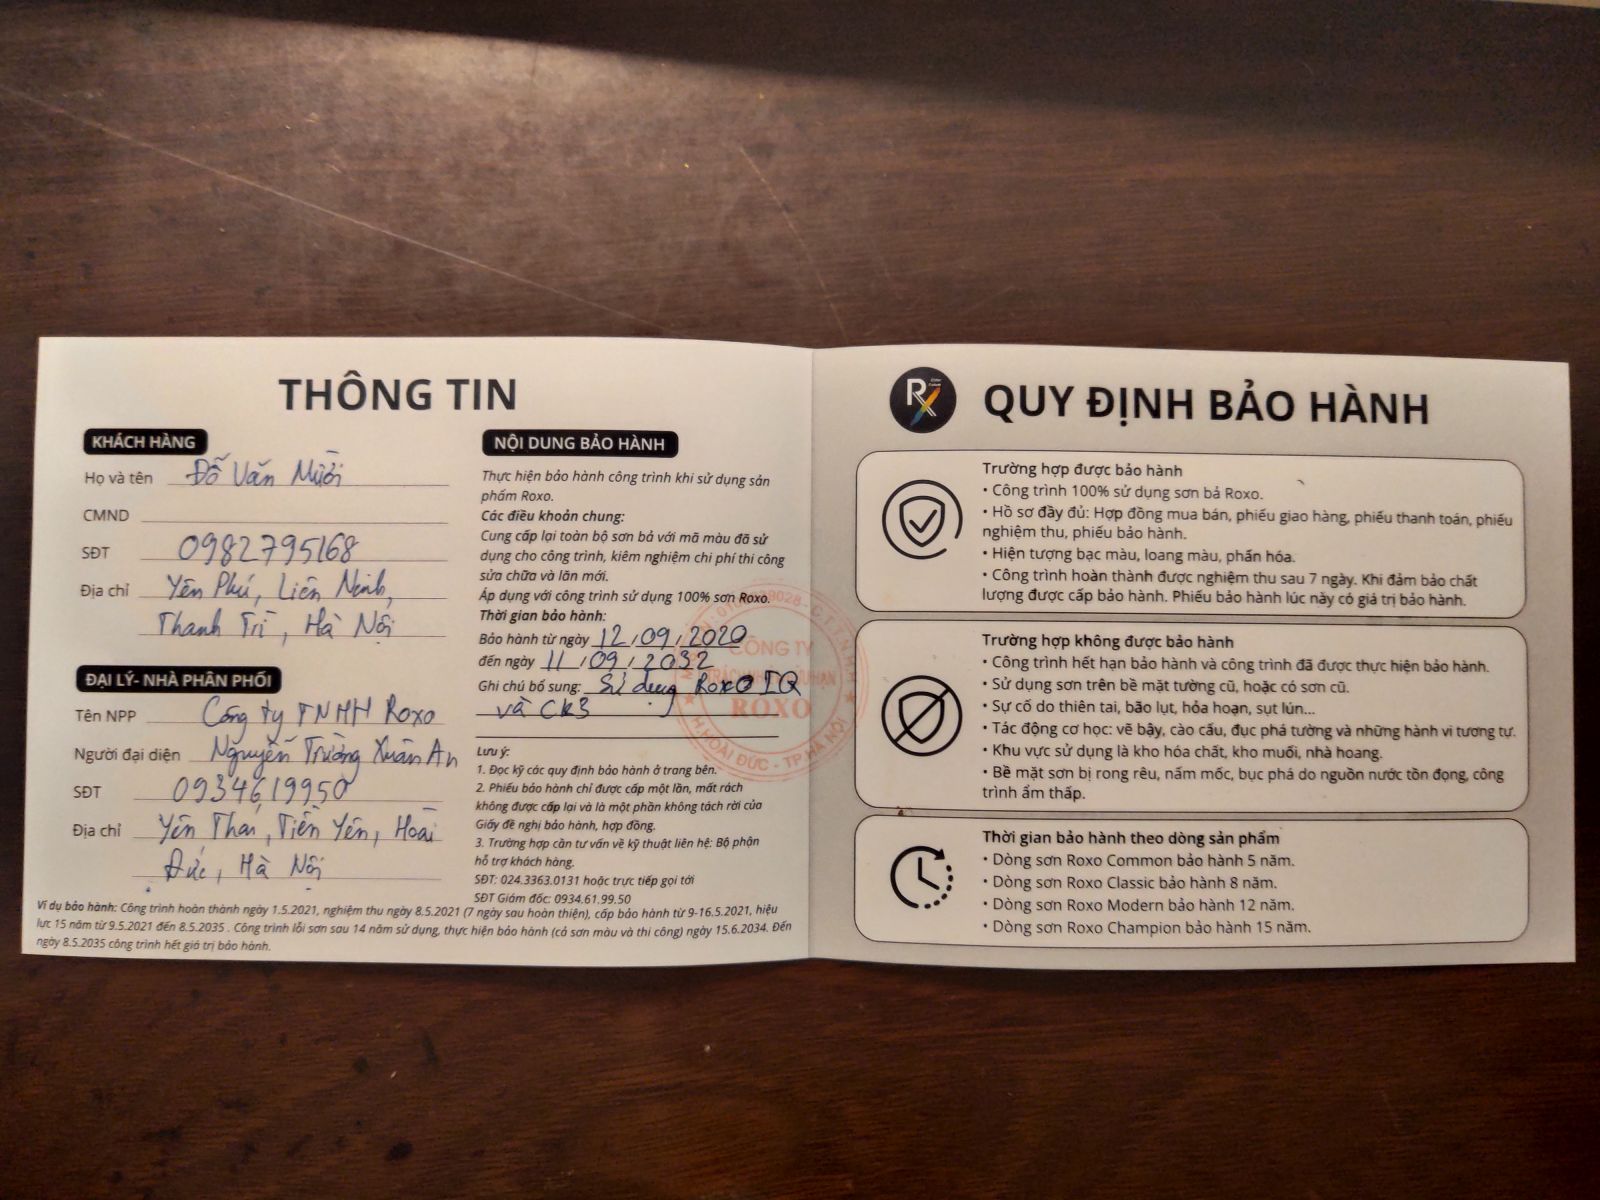 THÔNG TIN
KHÁCH HÀNG
Họ và tên Đỗ Văn Mười
CMND
SĐT 0982795168
Địa chỉ Yên Phú, Liên Ninh,
Thanh Trì, Hà Nội
ĐẠI LÝ- NHÀ PHÂN PHỐI
Tên NPP Công ty TNHH Roxo
Người đại diện Nguyễn Trường Xuân An
SĐT 0934619950
Địa chỉ Yên Thái, Tiền Yên, Hoài
Đức, Hà Nội
NỘI DUNG BẢO HÀNH
Thực hiện bảo hành công trình khi sử dụng sản
phẩm Roxo.
Các điều khoản chung:
Cung cấp lại toàn bộ sơn bả với mã màu đã sử
dụng cho công trình, kiêm nghiệm chi phí thi công
sửa chữa và lăn mới.
Áp dụng với công trình sử dụng 100% sơn Roxo.
Thời gian bảo hành:
Bảo hành từ ngày 12/09/2020
đến ngày 11/09/2032
Ghi chú bổ sung: Sử dụng Roxo IQ
và CK3
CÔNG TY
TRÁCH NHIỆM HỮU HẠN
ROXO
H.HOÀI ĐỨC - TP.HÀ NỘI
Lưu ý:
1. Đọc kỹ các quy định bảo hành ở trang bên.
2. Phiếu bảo hành chỉ được cấp một lần, mất rách
không được cấp lại và là một phần không tách rời của
Giấy đề nghị bảo hành, hợp đồng.
3. Trường hợp cần tư vấn về kỹ thuật liên hệ: Bộ phận
hỗ trợ khách hàng.
SĐT: 024.3363.0131 hoặc trực tiếp gọi tới
SĐT Giám đốc: 0934.61.99.50
Ví dụ bảo hành: Công trình hoàn thành ngày 1.5.2021, nghiệm thu ngày 8.5.2021 (7 ngày sau hoàn thiện), cấp bảo hành từ 9-16.5.2021, hiệu
lực 15 năm từ 9.5.2021 đến 8.5.2035 . Công trình lỗi sơn sau 14 năm sử dụng, thực hiện bảo hành (cả sơn màu và thi công) ngày 15.6.2034. Đến
ngày 8.5.2035 công trình hết giá trị bảo hành.
RX
QUY ĐỊNH BẢO HÀNH
Trường hợp được bảo hành
• Công trình 100% sử dụng sơn bả Roxo.
• Hồ sơ đầy đủ: Hợp đồng mua bán, phiếu giao hàng, phiếu thanh toán, phiếu
nghiệm thu, phiếu bảo hành.
• Hiện tượng bạc màu, loang màu, phấn hóa.
• Công trình hoàn thành được nghiệm thu sau 7 ngày. Khi đảm bảo chất
lượng được cấp bảo hành. Phiếu bảo hành lúc này có giá trị bảo hành.
Trường hợp không được bảo hành
• Công trình hết hạn bảo hành và công trình đã được thực hiện bảo hành.
• Sử dụng sơn trên bề mặt tường cũ, hoặc có sơn cũ.
• Sự cố do thiên tai, bão lụt, hỏa hoạn, sụt lún...
• Tác động cơ học: vẽ bậy, cào cấu, đục phá tường và những hành vi tương tự.
• Khu vực sử dụng là kho hóa chất, kho muối, nhà hoang.
• Bề mặt sơn bị rong rêu, nấm mốc, bục phá do nguồn nước tồn đọng, công
trình ẩm thấp.
Thời gian bảo hành theo dòng sản phẩm
• Dòng sơn Roxo Common bảo hành 5 năm.
• Dòng sơn Roxo Classic bảo hành 8 năm.
• Dòng sơn Roxo Modern bảo hành 12 năm.
• Dòng sơn Roxo Champion bảo hành 15 năm.